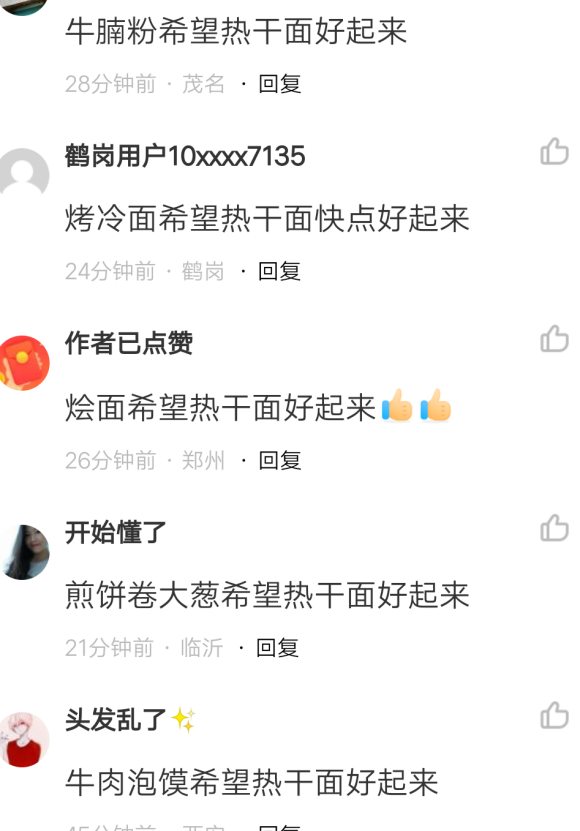 牛腩粉希望热干面好起来
28分钟前 · 茂名 · 回复
鹤岗用户10xxxx7135
烤冷面希望热干面快点好起来
24分钟前 · 鹤岗 · 回复
作者已点赞
烩面希望热干面好起来👍👍
26分钟前 · 郑州 · 回复
开始懂了
煎饼卷大葱希望热干面好起来
21分钟前 · 临沂 · 回复
头发乱了✨
牛肉泡馍希望热干面好起来